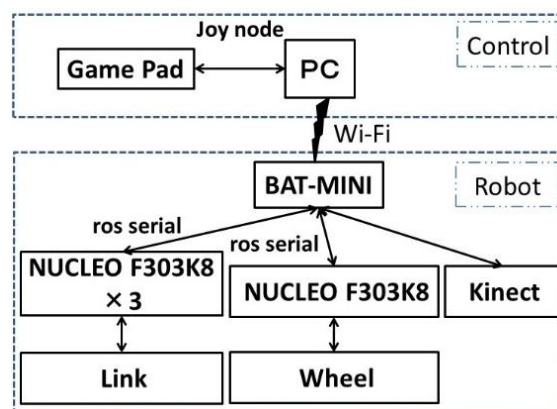 Joy node
Control
Game Pad
PC
Wi-Fi
BAT-MINI
Robot
ros serial
ros serial
NUCLEO F303K8
×3
NUCLEO F303K8
Kinect
Link
Wheel